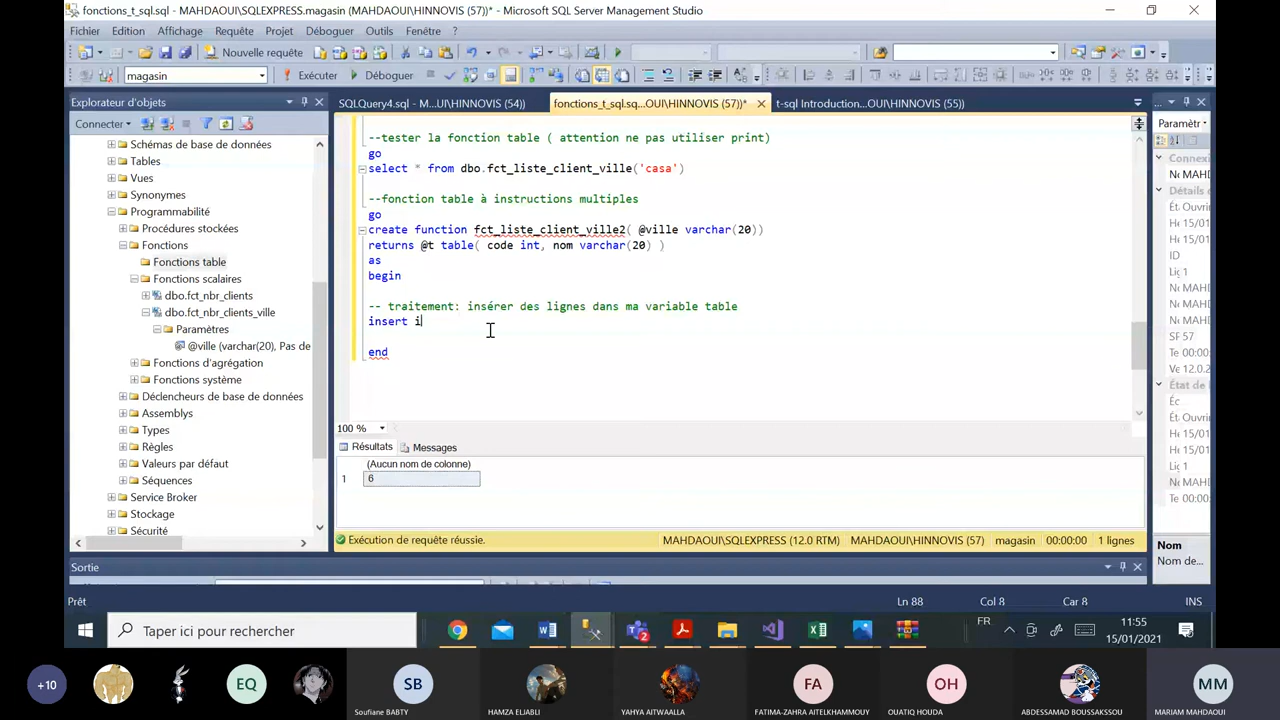 fonctions_t_sql.sql - MAHDAOUI\SQLEXPRESS.magasin (MAHDAOUI\HINNOVIS (57))* - Microsoft SQL Server Management Studio
Fichier Edition Affichage Requête Projet Déboguer Outils Fenêtre ?
Nouvelle requête
magasin Exécuter Déboguer
Explorateur d'objets
SQLQuery4.sql - M...UI\HINNOVIS (54)) fonctions_t_sql.sq...OUI\HINNOVIS (57))* t-sql Introduction...OUI\HINNOVIS (55))
Connecter
Schémas de base de données
Tables
Vues
Synonymes
Programmabilité
Procédures stockées
Fonctions
Fonctions table
Fonctions scalaires
dbo.fct_nbr_clients
dbo.fct_nbr_clients_ville
Paramètres
@ville (varchar(20), Pas de
Fonctions d'agrégation
Fonctions système
Déclencheurs de base de données
Assemblys
Types
Règles
Valeurs par défaut
Séquences
Service Broker
Stockage
Sécurité
--tester la fonction table ( attention ne pas utiliser print)
go
select * from dbo.fct_liste_client_ville('casa')
--fonction table à instructions multiples
go
create function fct_liste_client_ville2( @ville varchar(20))
returns @t table( code int, nom varchar(20) )
as
begin
-- traitement: insérer des lignes dans ma variable table
insert i
end
100 %
Résultats Messages
(Aucun nom de colonne)
1 6
Exécution de requête réussie. MAHDAOUI\SQLEXPRESS (12.0 RTM) MAHDAOUI\HINNOVIS (57) magasin 00:00:00 1 lignes
Paramètr
Connexi
Détails d
État de l
Nom
Nom de...
Sortie
Prêt Ln 88 Col 8 Car 8 INS
Taper ici pour rechercher
FR
11:55
15/01/2021
+10 EQ SB FA OH MM
Soufiane BABTY HAMZA ELJABLI YAHYA AITWAALLA FATIMA-ZAHRA AITELKHAMMOUY OUATIQ HOUDA ABDESSAMAD BOUSSAKSSOU MARIAM MAHDAOUI